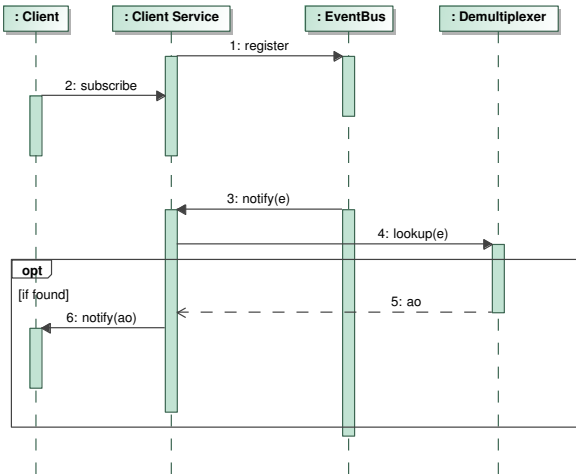 : Client
: Client Service
: EventBus
: Demultiplexer
1: register
2: subscribe
3: notify(e)
4: lookup(e)
opt
[if found]
5: ao
6: notify(ao)